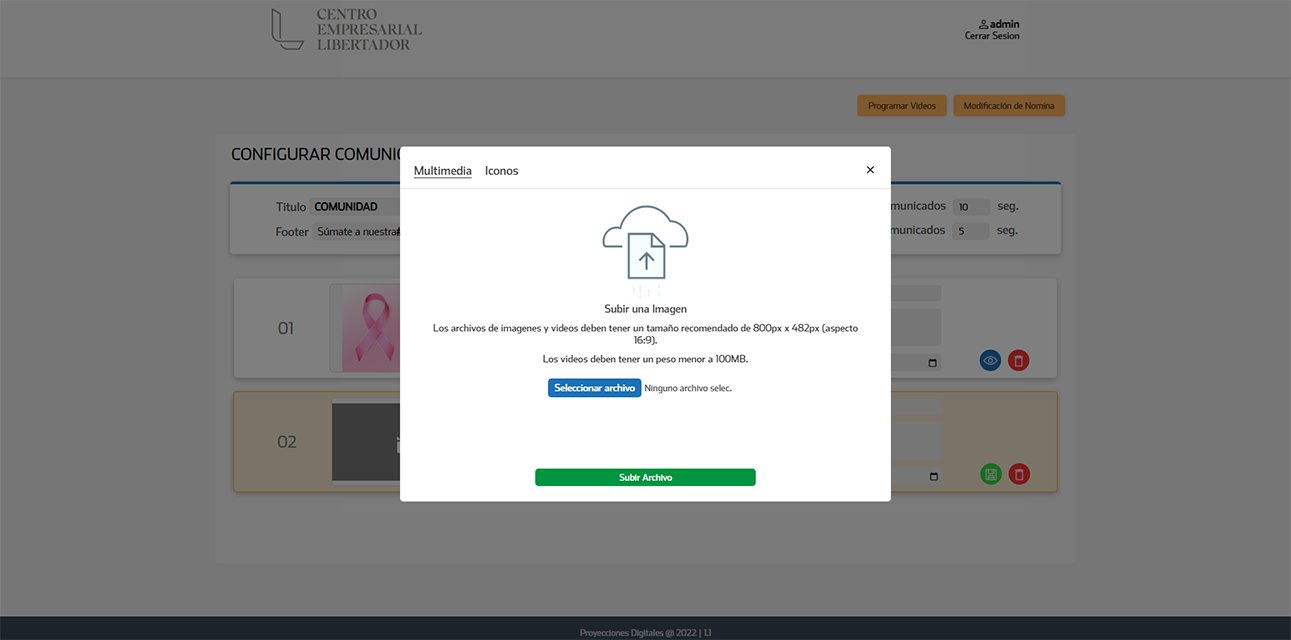 CENTRO
EMPRESARIAL
LIBERTADOR
admin
Cerrar Sesion
Programar Videos
Modificación de Nomina
CONFIGURAR COMUNIC
Titulo COMUNIDAD
municados 10 seg.
Footer Súmate a nuestra#
municados 5 seg.
Multimedia Iconos
×
Subir una Imagen
Los archivos de imagenes y videos deben tener un tamaño recomendado de 800px x 482px (aspecto
16:9).
Los videos deben tener un peso menor a 100MB.
Seleccionar archivo Ninguno archivo selec.
Subir Archivo
01
02
Proyecciones Digitales @ 2022 | 1.1